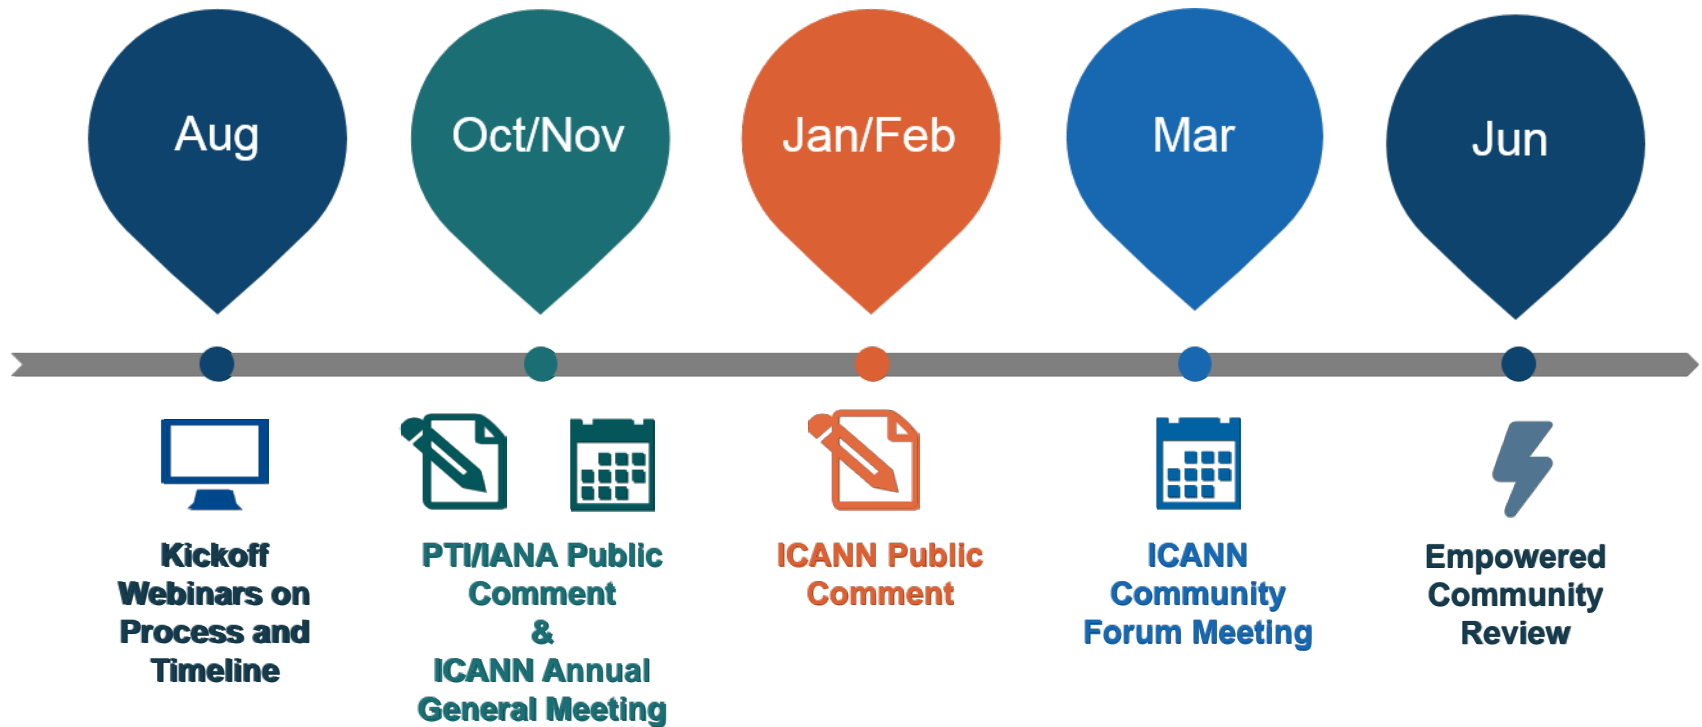 Aug
Oct/Nov
Jan/Feb
Mar
Jun
Kickoff
Webinars on
Process and
Timeline
PTI/IANA Public
Comment
&
ICANN Annual
General Meeting
ICANN Public
Comment
ICANN
Community
Forum Meeting
Empowered
Community
Review